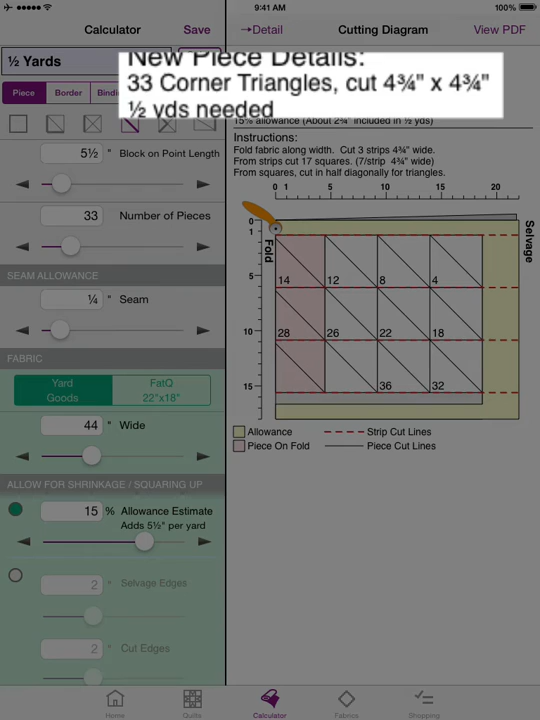 9:41 AM
100%
Calculator
Save
→Detail
Cutting Diagram
View PDF
½ Yards
New Piece Details:
33 Corner Triangles, cut 4¾" x 4¾"
½ yds needed
Piece
Border
15% allowance (About 2¾" included in ½ yds)
Instructions:
Fold fabric along width. Cut 3 strips 4¾" wide.
From strips cut 17 squares. (7/strip 4¾" wide)
From squares, cut in half diagonally for triangles.
5½ " Block on Point Length
33 Number of Pieces
SEAM ALLOWANCE
¼ " Seam
FABRIC
Yard Goods
FatQ 22"x18"
44 " Wide
ALLOW FOR SHRINKAGE / SQUARING UP
15 % Allowance Estimate
Adds 5½" per yard
2 " Selvage Edges
2 " Cut Edges
0 1 5 10 15 20
0
1
5
10
15
Fold
Selvage
14 12 8 4
28 26 22 18
36 32
Allowance
Strip Cut Lines
Piece On Fold
Piece Cut Lines
Home
Quilts
Calculator
Fabrics
Shopping